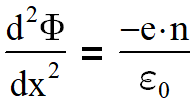 d²Φ/dx² = −e·n/ε₀